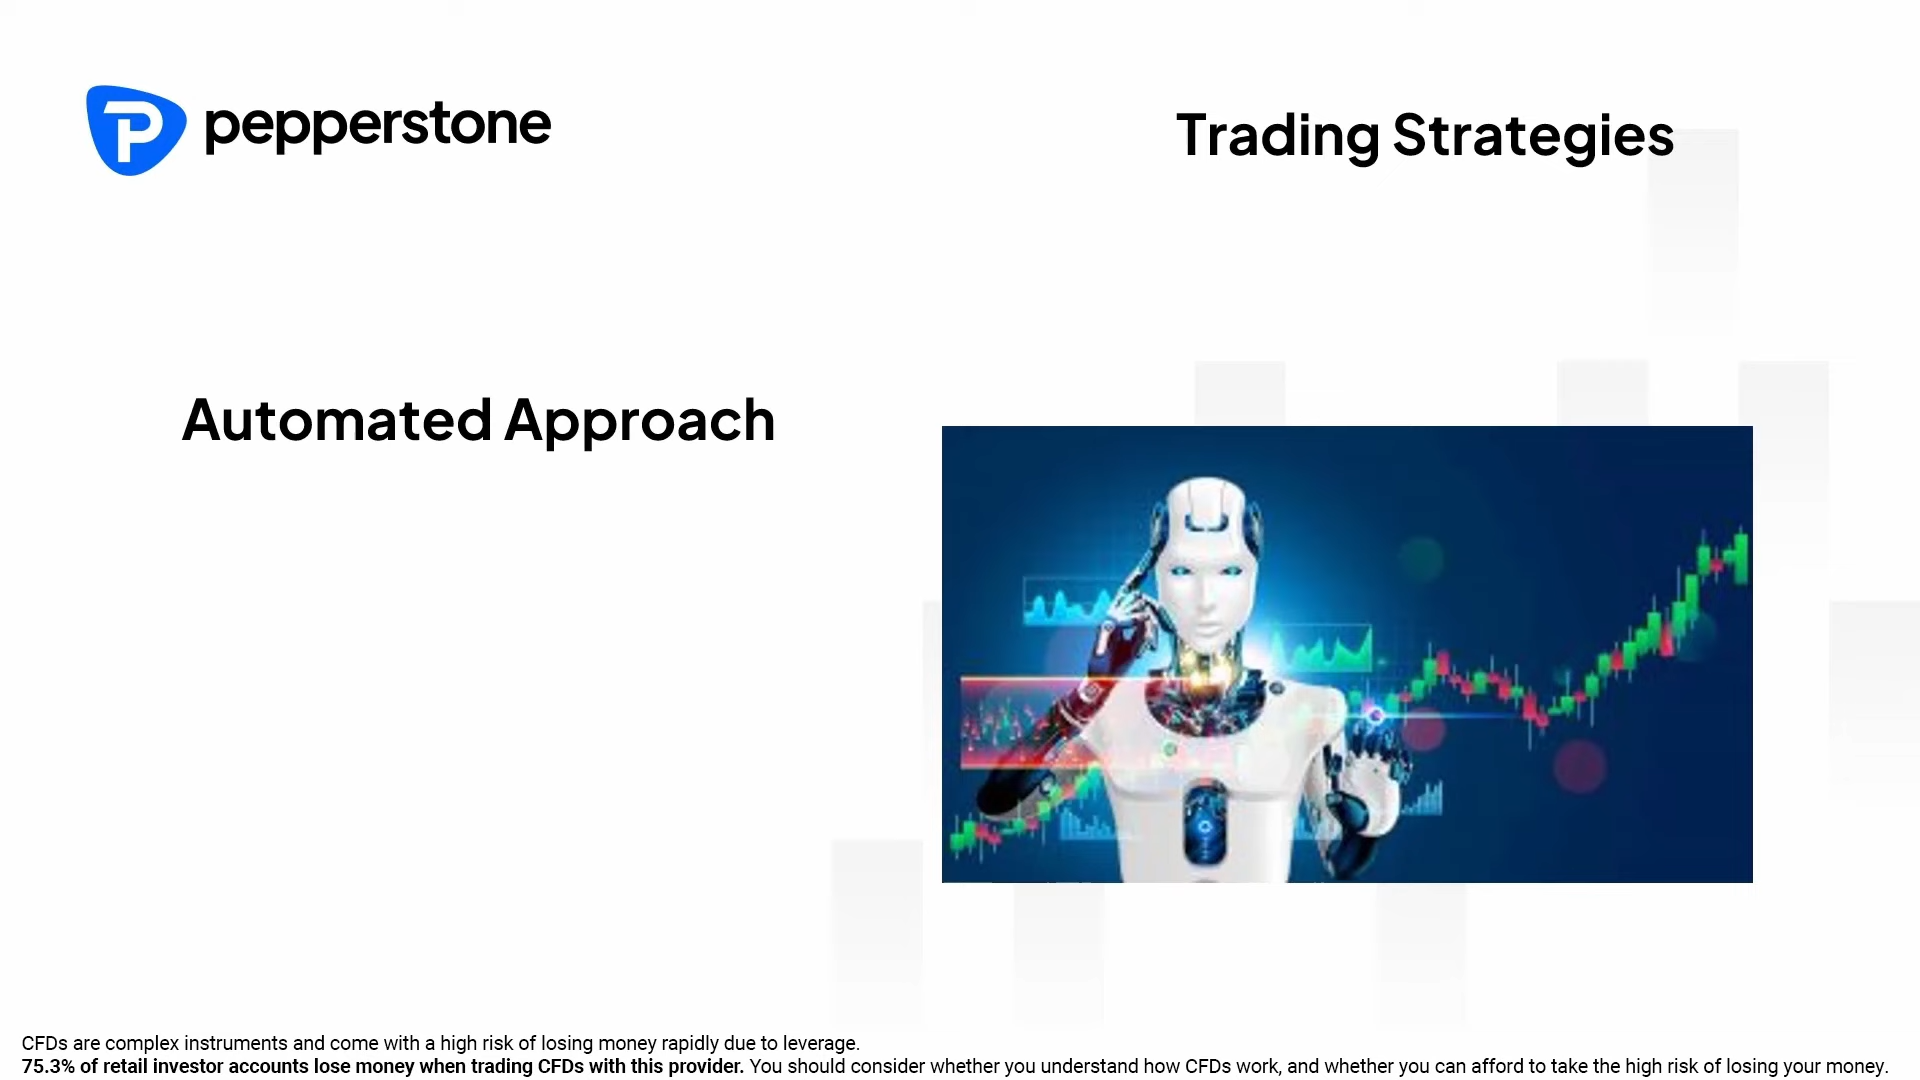 pepperstone
Trading Strategies
Automated Approach
CFDs are complex instruments and come with a high risk of losing money rapidly due to leverage.
75.3% of retail investor accounts lose money when trading CFDs with this provider. You should consider whether you understand how CFDs work, and whether you can afford to take the high risk of losing your money.